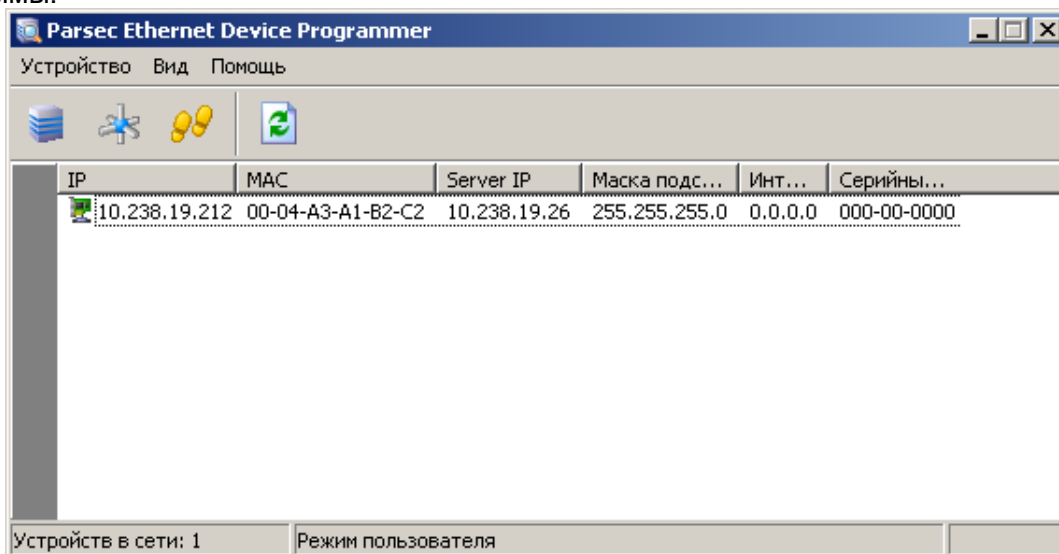 Parsec Ethernet Device Programmer
Устройство Вид Помощь
IP MAC Server IP Маска подс... Инт... Серийны...
10.238.19.212 00-04-A3-A1-B2-C2 10.238.19.26 255.255.255.0 0.0.0.0 000-00-0000
Устройств в сети: 1 Режим пользователя